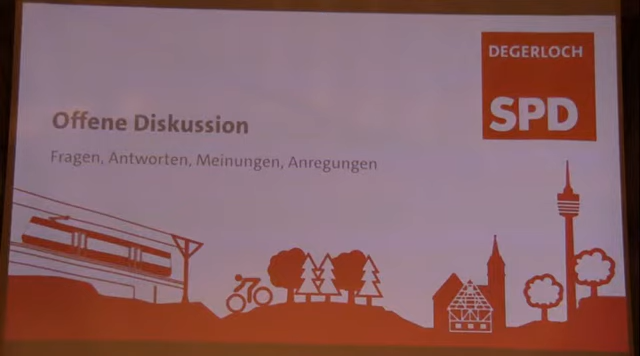 DEGERLOCH
SPD
Offene Diskussion
Fragen, Antworten, Meinungen, Anregungen